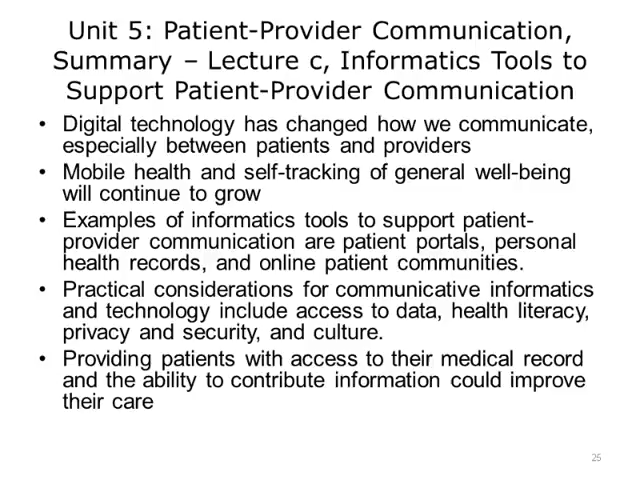 Unit 5: Patient-Provider Communication,
Summary – Lecture c, Informatics Tools to
Support Patient-Provider Communication
• Digital technology has changed how we communicate,
especially between patients and providers
• Mobile health and self-tracking of general well-being
will continue to grow
• Examples of informatics tools to support patient-
provider communication are patient portals, personal
health records, and online patient communities.
• Practical considerations for communicative informatics
and technology include access to data, health literacy,
privacy and security, and culture.
• Providing patients with access to their medical record
and the ability to contribute information could improve
their care
25